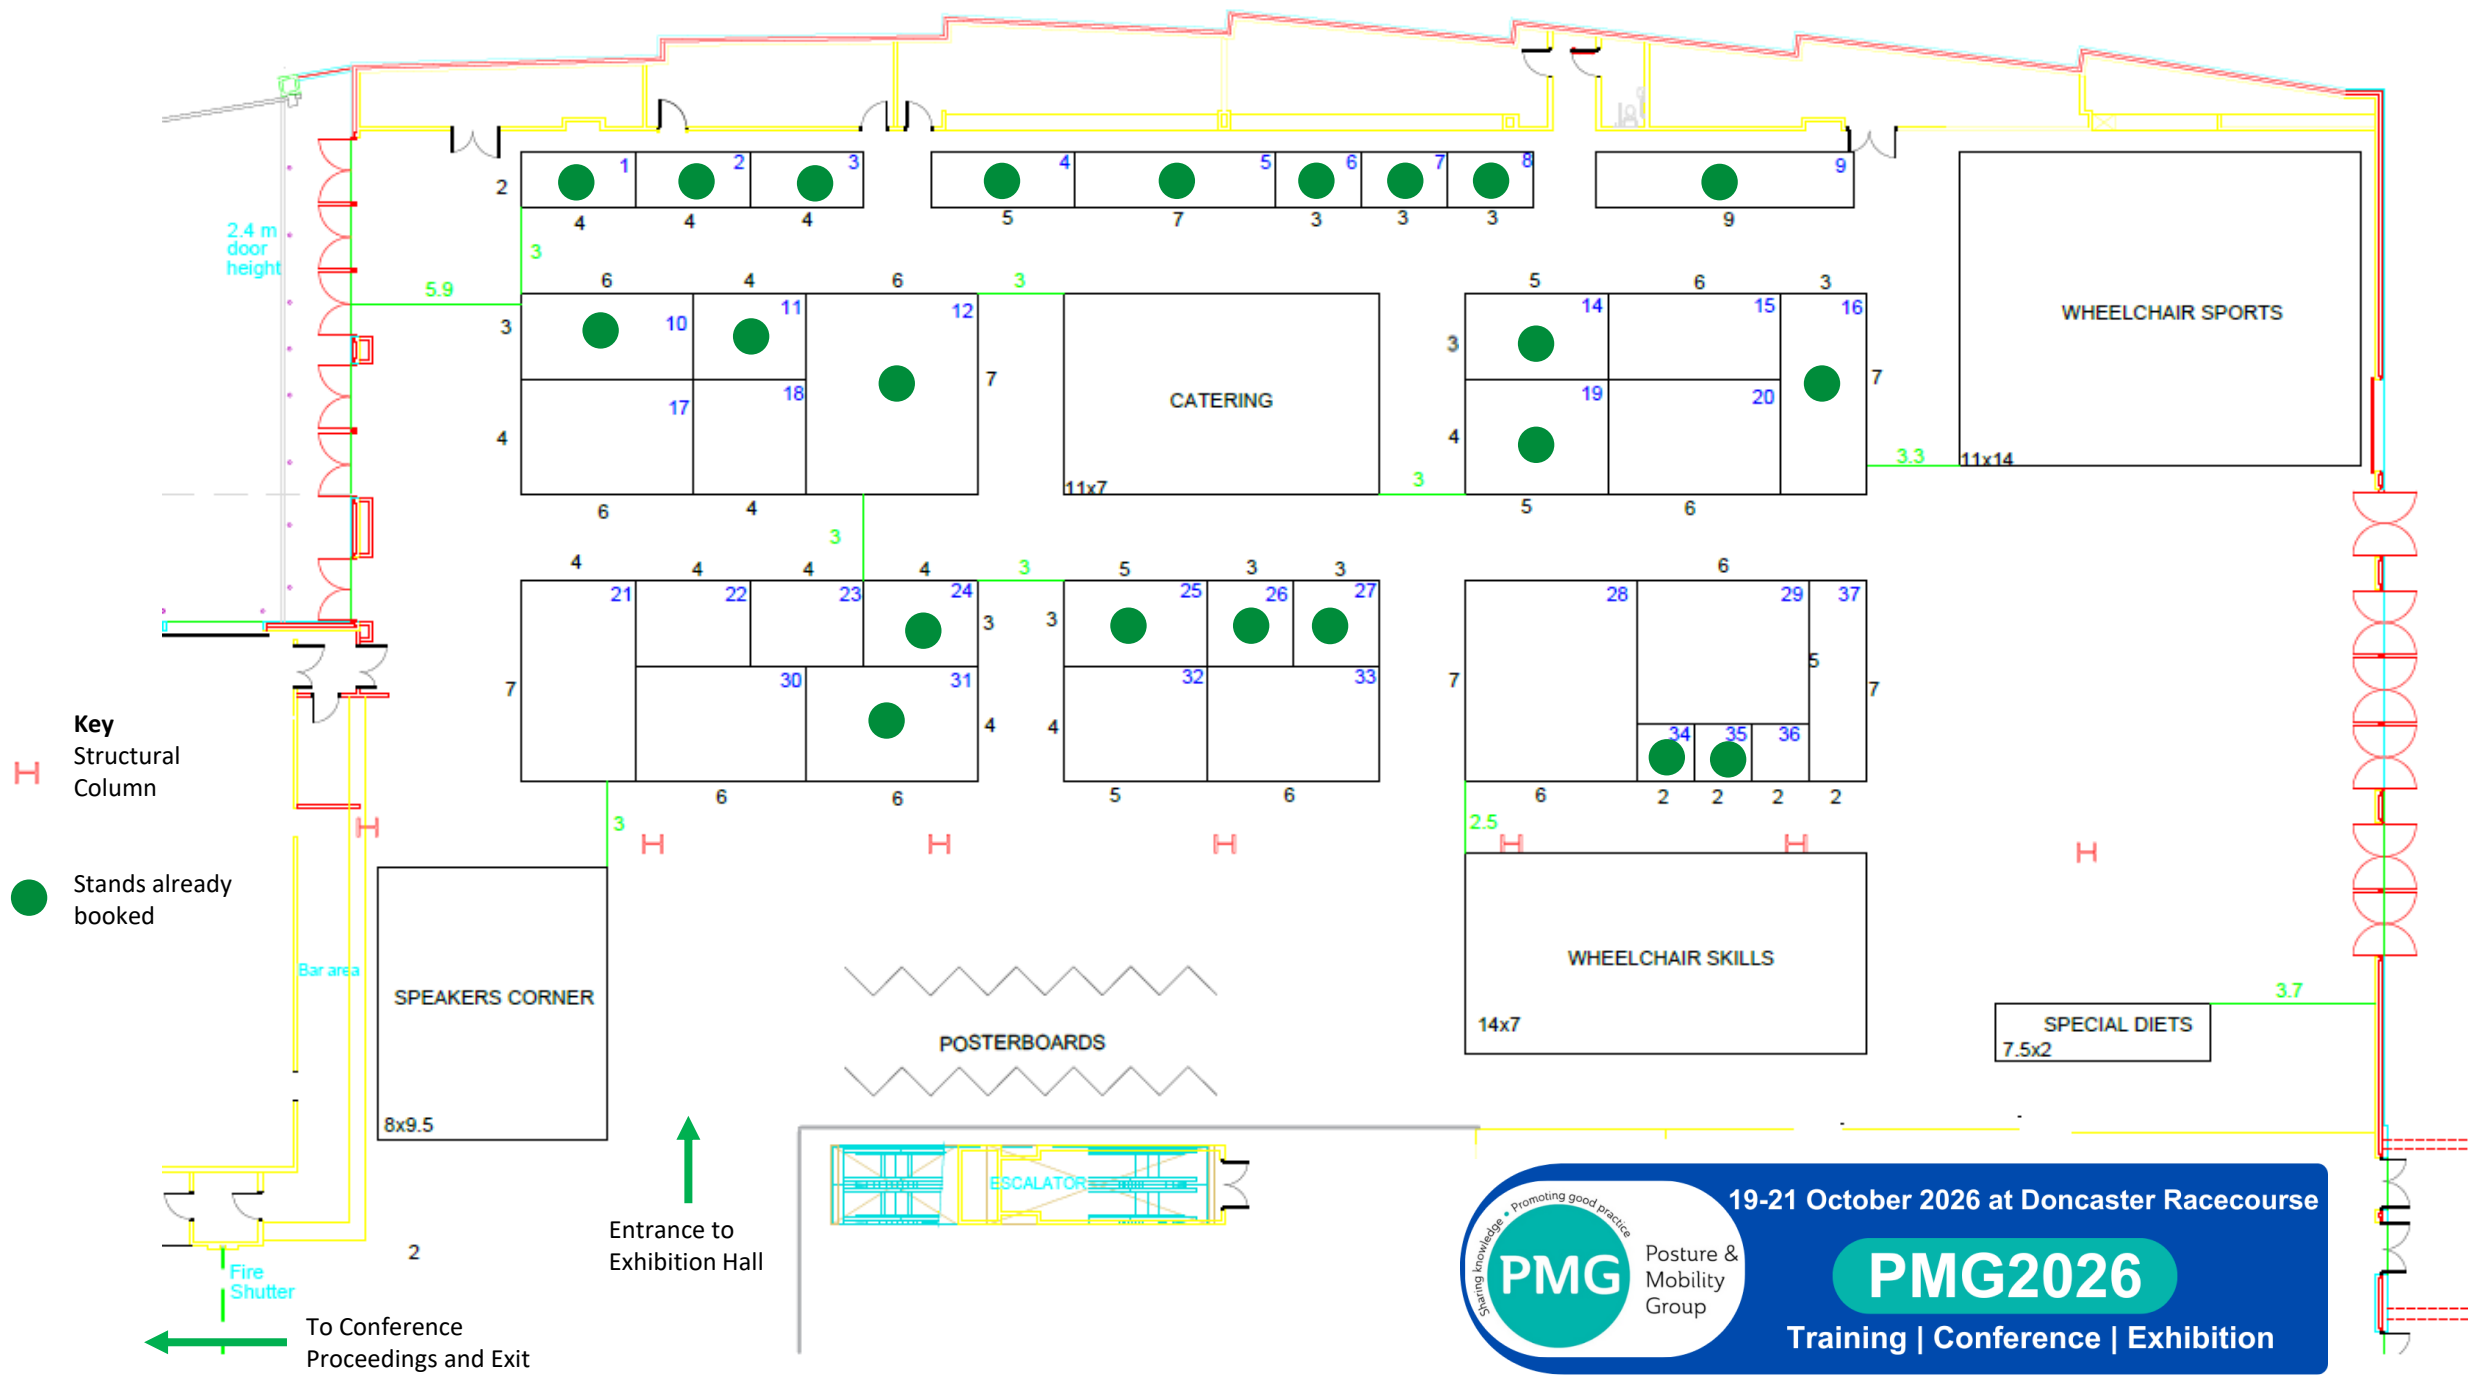 1 2 3 4 5 6 7 8 9
2
4 4 4 5 7 3 3 3 9
2.4 m
door
height
3
5.9
6 4 6 3 5 6 3
3 10 11 12 3 14 15 16
WHEELCHAIR SPORTS
7 7
CATERING
17 18 19 20
4 4
11x7 3 3.3 11x14
6 4 5 6
3
4 4 4 4 3 5 3 3 6
21 22 23 24 25 26 27 28 29 37
3 3
5
30 31 32 33
7 7 7
4 4
34 35 36
6 6 5 6 6 2 2 2 2
3 2.5
Key
Structural
Column
Stands already
booked
Bar area
SPEAKERS CORNER
8x9.5
POSTERBOARDS
WHEELCHAIR SKILLS
14x7
3.7
SPECIAL DIETS
7.5x2
ESCALATOR
Entrance to
Exhibition Hall
2
Fire
Shutter
To Conference
Proceedings and Exit
Sharing knowledge • Promoting good practice
PMG
Posture &
Mobility
Group
19-21 October 2026 at Doncaster Racecourse
PMG2026
Training | Conference | Exhibition